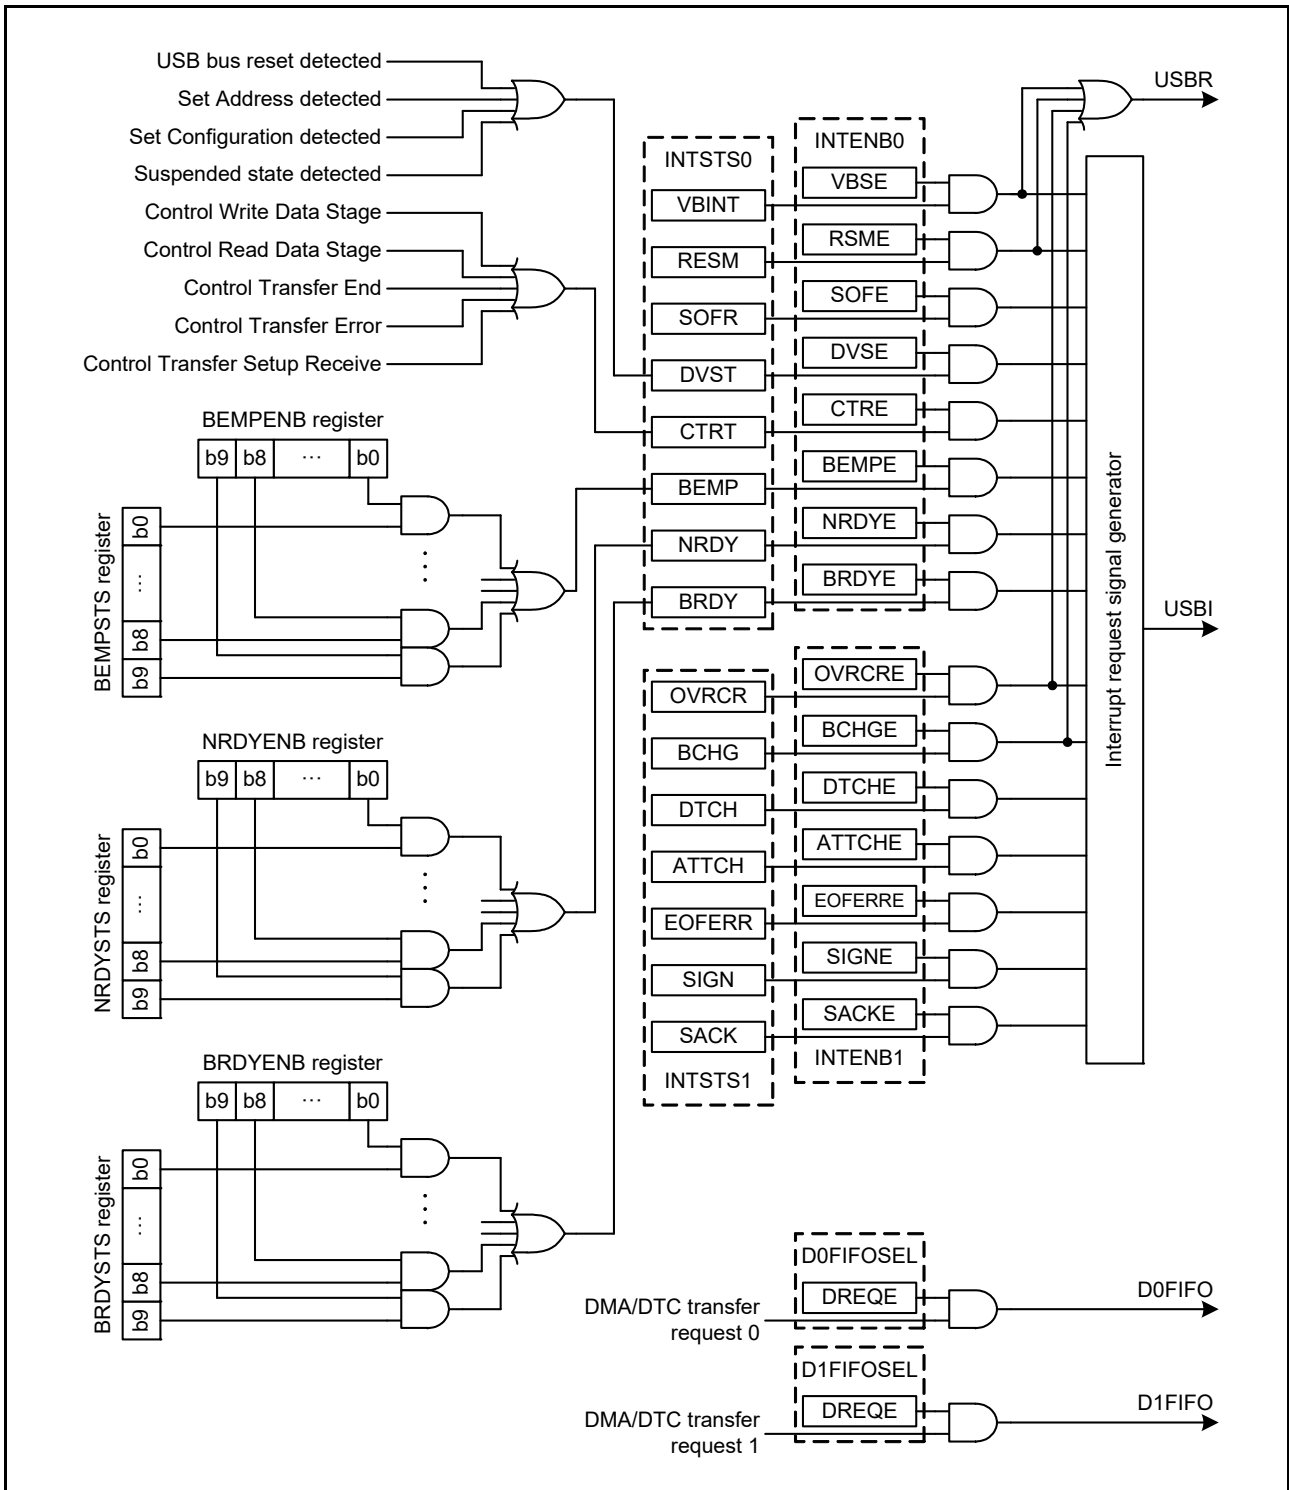 USB bus reset detected
Set Address detected
Set Configuration detected
Suspended state detected
Control Write Data Stage
Control Read Data Stage
Control Transfer End
Control Transfer Error
Control Transfer Setup Receive
BEMPENB register
b9 b8 ... b0
BEMPSTS register
b0
...
b8
b9
NRDYENB register
b9 b8 ... b0
NRDYSTS register
b0
...
b8
b9
BRDYENB register
b9 b8 ... b0
BRDYSTS register
b0
...
b8
b9
INTSTS0
VBINT
RESM
SOFR
DVST
CTRT
BEMP
NRDY
BRDY
INTENB0
VBSE
RSME
SOFE
DVSE
CTRE
BEMPE
NRDYE
BRDYE
OVRCR
BCHG
DTCH
ATTCH
EOFERR
SIGN
SACK
INTSTS1
OVRCRE
BCHGE
DTCHE
ATTCHE
EOFERRE
SIGNE
SACKE
INTENB1
Interrupt request signal generator
USBR
USBI
D0FIFOSEL
DREQE
DMA/DTC transfer
request 0
D0FIFO
D1FIFOSEL
DREQE
DMA/DTC transfer
request 1
D1FIFO